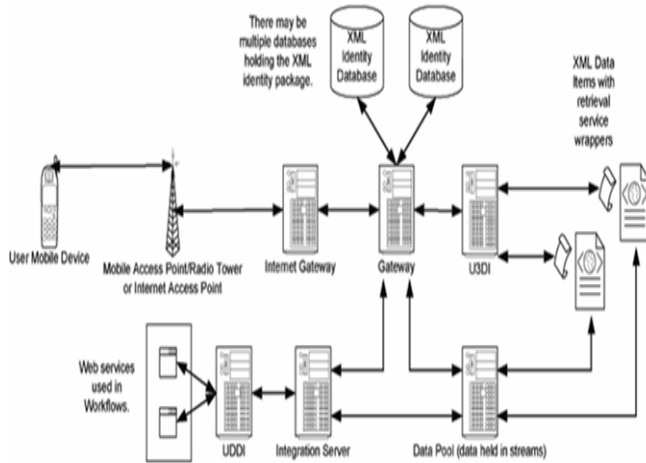 There may be
multiple databases
holding the XML
identity package.
XML
Identity
Database
XML
Identity
Database
XML Data
Items with
retrieval
service
wrappers
User Mobile Device
Mobile Access Point/Radio Tower
or Internet Access Point
Internet Gateway
Gateway
U3DI
Web services
used in
Workflows.
UDDI
Integration Server
Data Pool (data held in streams)